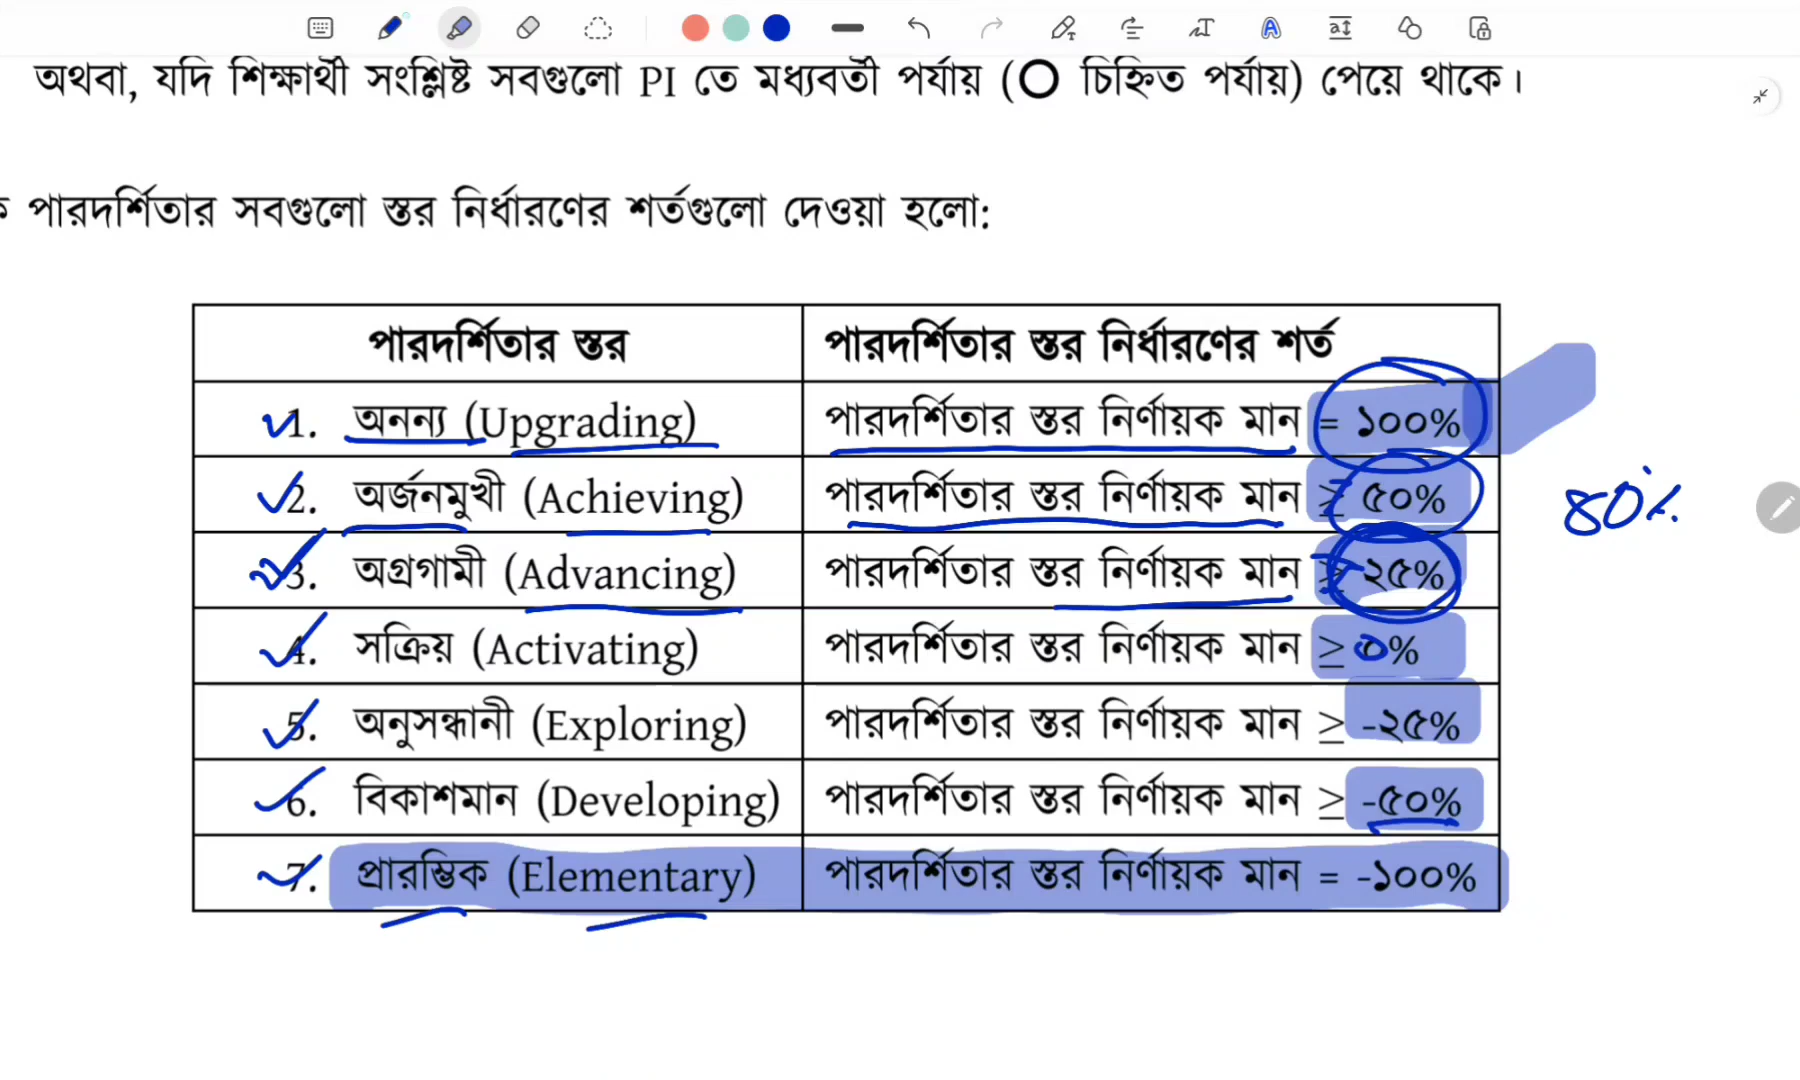 অথবা, যদি শিক্ষার্থী সংশ্লিষ্ট সবগুলো PI তে মধ্যবর্তী পর্যায় (O চিহ্নিত পর্যায়) পেয়ে থাকে।
ক পারদর্শিতার সবগুলো স্তর নির্ধারণের শর্তগুলো দেওয়া হলো:
পারদর্শিতার স্তর পারদর্শিতার স্তর নির্ধারণের শর্ত
1. অনন্য (Upgrading) পারদর্শিতার স্তর নির্ণায়ক মান = ১০০%
2. অর্জনমুখী (Achieving) পারদর্শিতার স্তর নির্ণায়ক মান ≥ ৫০%
80%
3. অগ্রগামী (Advancing) পারদর্শিতার স্তর নির্ণায়ক মান ≥ ২৫%
4. সক্রিয় (Activating) পারদর্শিতার স্তর নির্ণায়ক মান ≥ ০%
5. অনুসন্ধানী (Exploring) পারদর্শিতার স্তর নির্ণায়ক মান ≥ -২৫%
6. বিকাশমান (Developing) পারদর্শিতার স্তর নির্ণায়ক মান ≥ -৫০%
7. প্রারম্ভিক (Elementary) পারদর্শিতার স্তর নির্ণায়ক মান = -১০০%